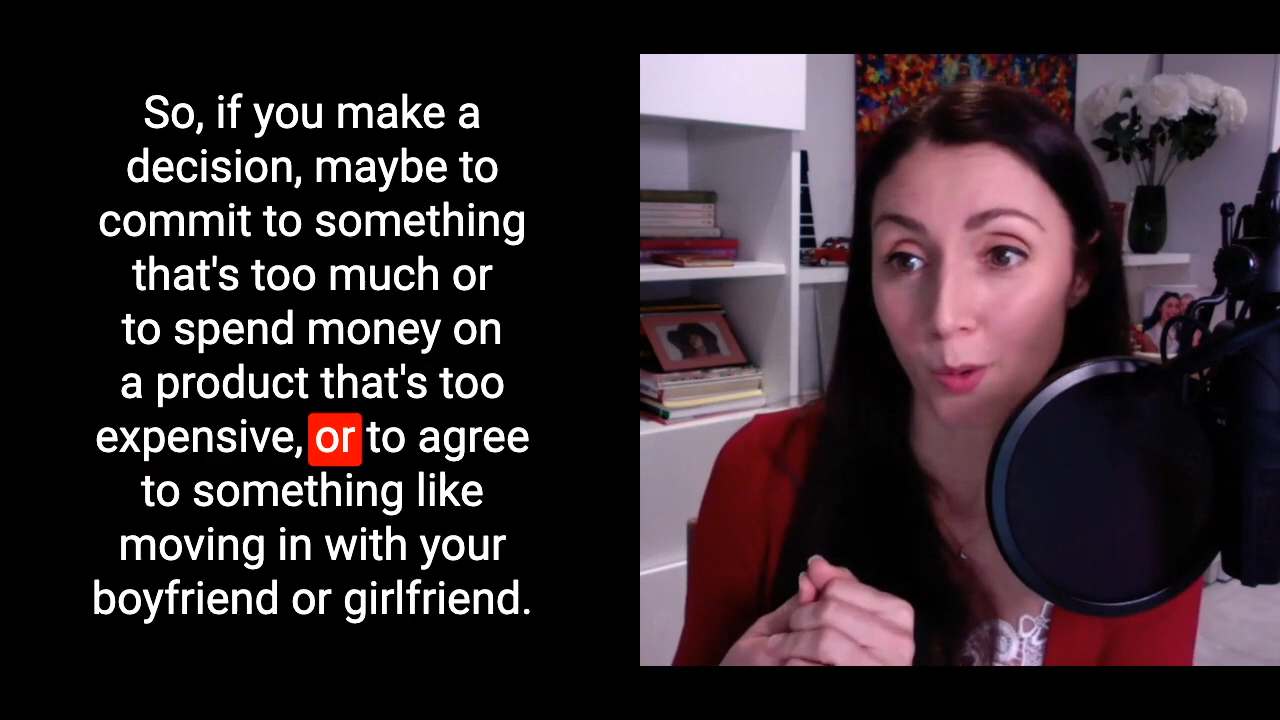 So, if you make a
decision, maybe to
commit to something
that's too much or
to spend money on
a product that's too
expensive, or to agree
to something like
moving in with your
boyfriend or girlfriend.